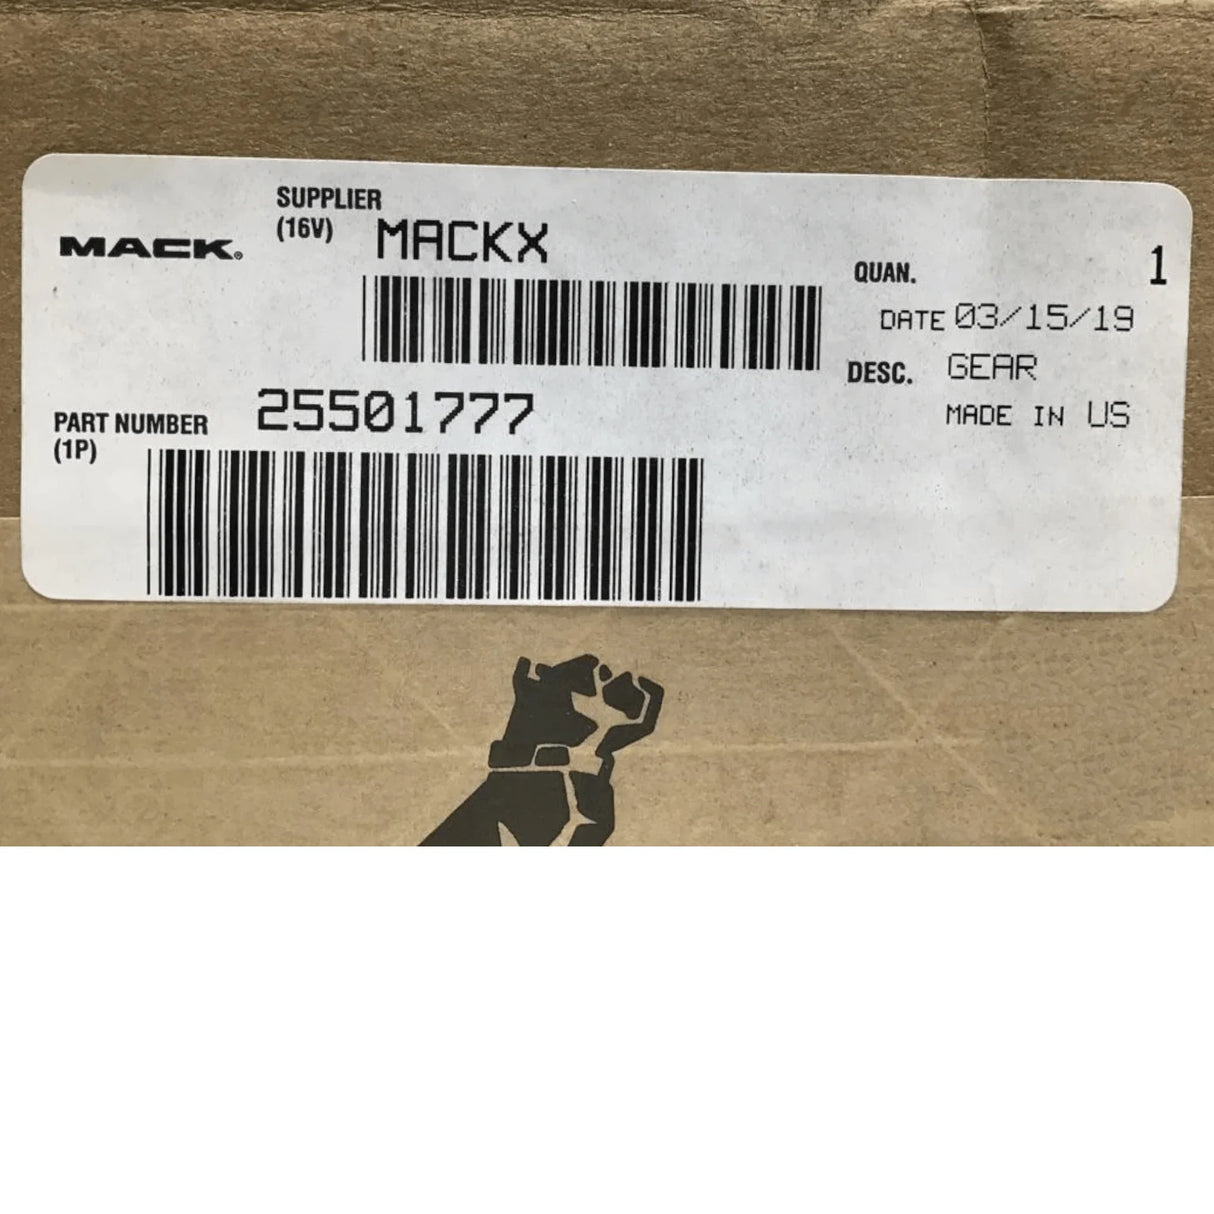 SUPPLIER
(16V) MACKX
MACK®
QUAN. 1
DATE 03/15/19
DESC. GEAR
MADE IN US
PART NUMBER 25501777
(1P)